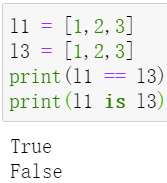 l1 = [1,2,3]
l3 = [1,2,3]
print(l1 == l3)
print(l1 is l3)
True
False